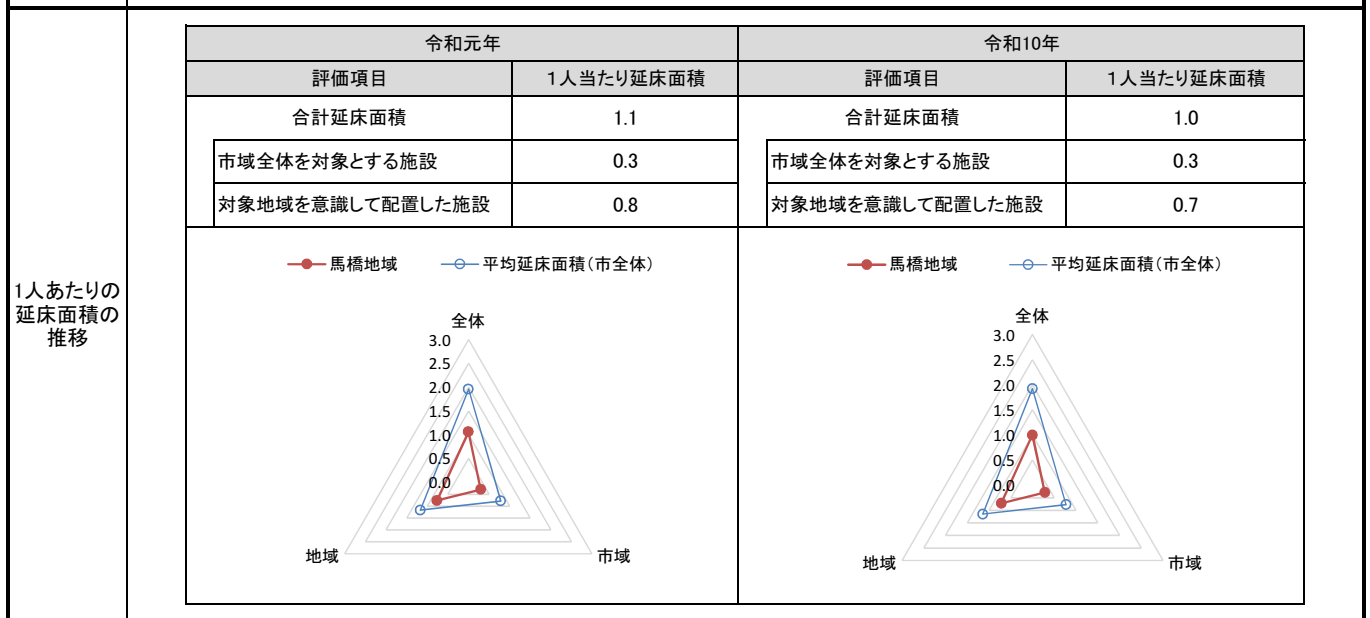 1人あたりの
延床面積の
推移
令和元年
評価項目 1人当たり延床面積
合計延床面積 1.1
市域全体を対象とする施設 0.3
対象地域を意識して配置した施設 0.8
令和10年
評価項目 1人当たり延床面積
合計延床面積 1.0
市域全体を対象とする施設 0.3
対象地域を意識して配置した施設 0.7
馬橋地域 平均延床面積(市全体)
全体
3.0
2.5
2.0
1.5
1.0
0.5
0.0
地域 市域
馬橋地域 平均延床面積(市全体)
全体
3.0
2.5
2.0
1.5
1.0
0.5
0.0
地域 市域